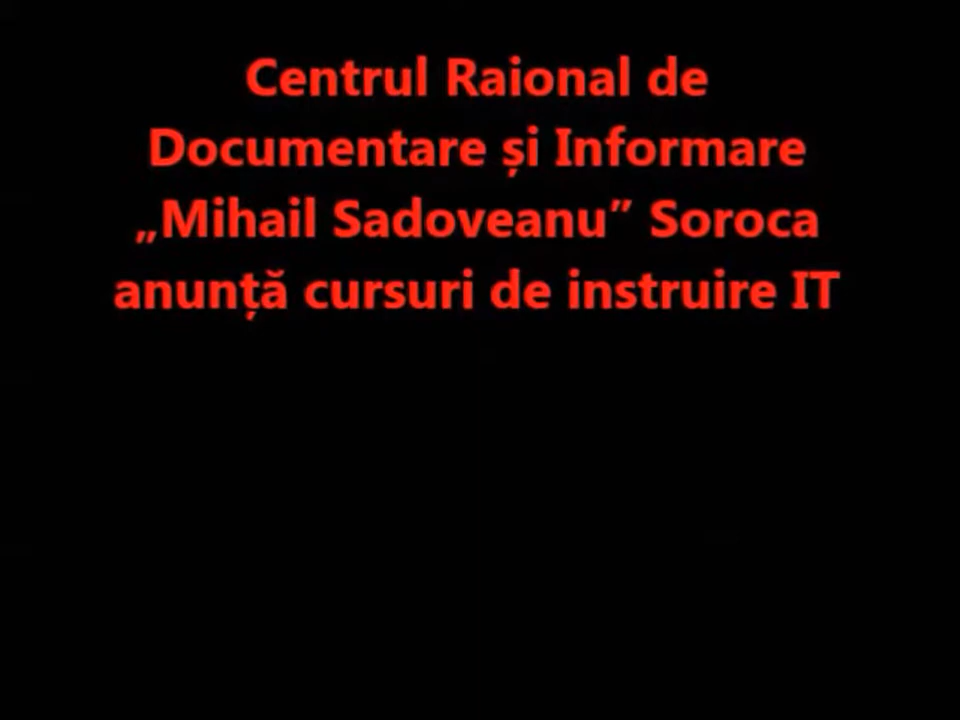 Centrul Raional de
Documentare și Informare
„Mihail Sadoveanu” Soroca
anunță cursuri de instruire IT